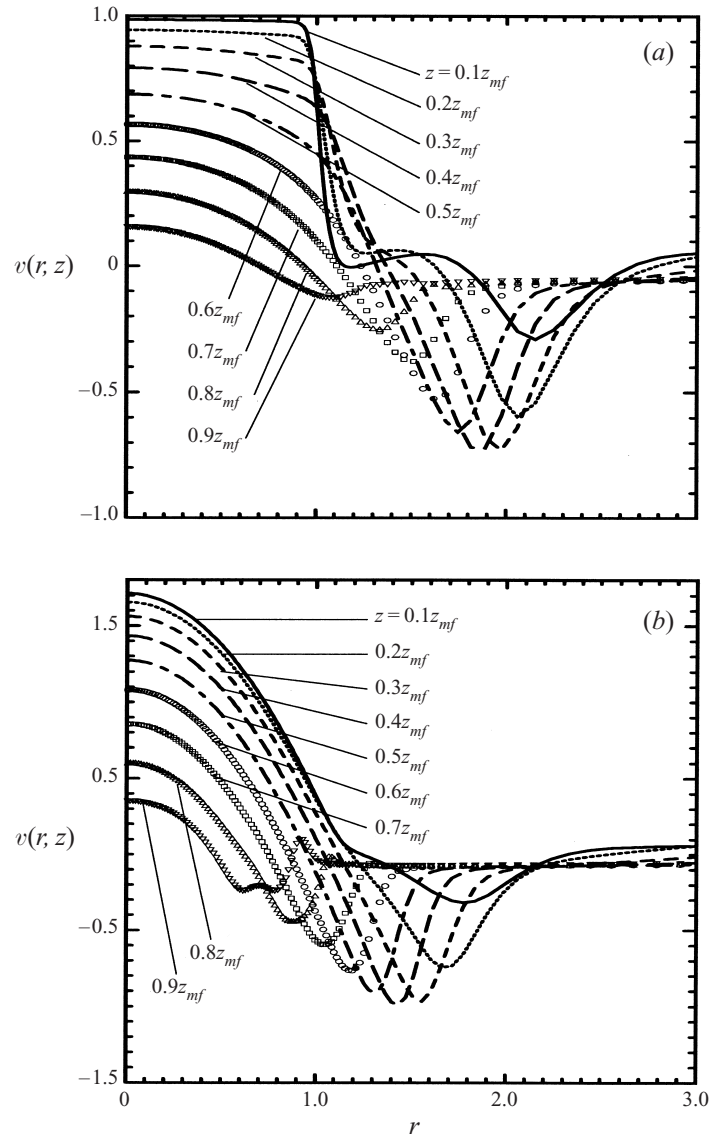 1.0
(a)
z = 0.1z_mf
0.2z_mf
0.3z_mf
0.4z_mf
0.5z_mf
0.5
v(r, z)
0
0.6z_mf
0.7z_mf
0.8z_mf
0.9z_mf
–0.5
–1.0
0
1.0
2.0
3.0
(b)
1.5
z = 0.1z_mf
0.2z_mf
0.3z_mf
0.4z_mf
0.5z_mf
0.6z_mf
0.7z_mf
0.5
v(r, z)
–0.5
0.8z_mf
0.9z_mf
–1.5
0
1.0
2.0
3.0
r